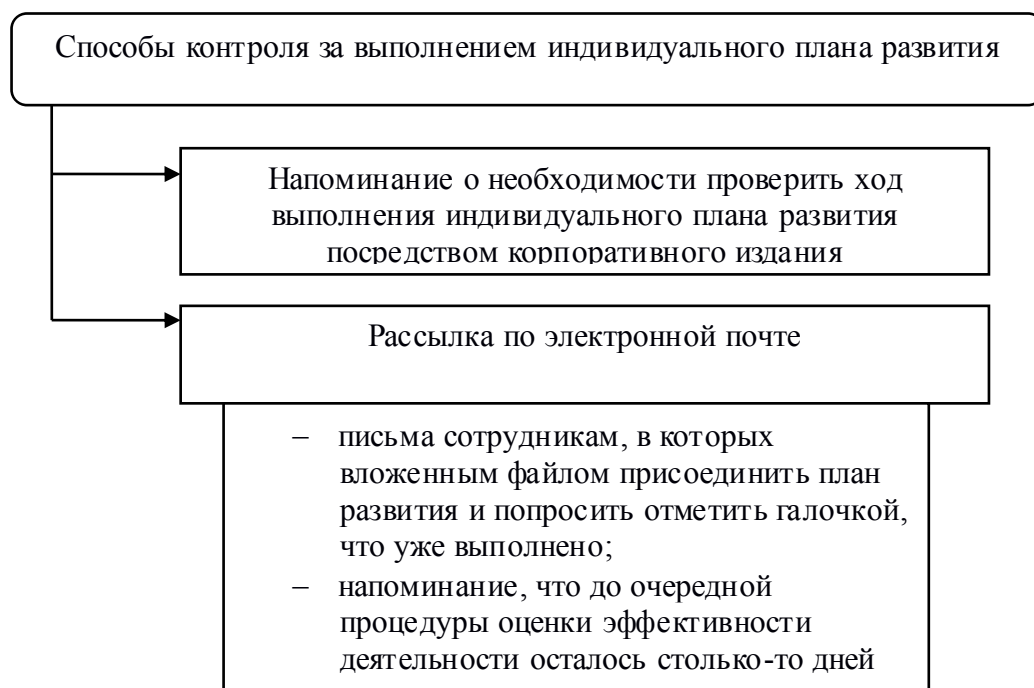 Способы контроля за выполнением индивидуального плана развития
Напоминание о необходимости проверить ход
выполнения индивидуального плана развития
посредством корпоративного издания
Рассылка по электронной почте
– письма сотрудникам, в которых
вложенным файлом присоединить план
развития и попросить отметить галочкой,
что уже выполнено;
– напоминание, что до очередной
процедуры оценки эффективности
деятельности осталось столько-то дней